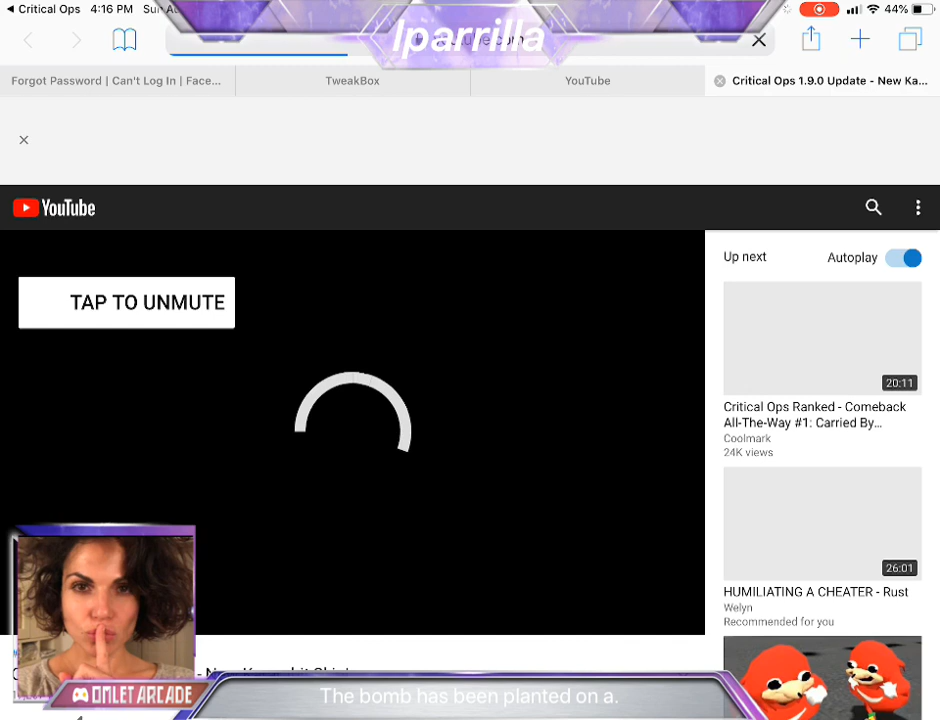 Critical Ops 4:16 PM
44%
lparrilla
Forgot Password | Can't Log In | Face...
TweakBox
YouTube
Critical Ops 1.9.0 Update - New Ka...
YouTube
TAP TO UNMUTE
Up next
Autoplay
20:11
Critical Ops Ranked - Comeback
All-The-Way #1: Carried By...
Coolmark
24K views
26:01
HUMILIATING A CHEATER - Rust
Welyn
Recommended for you
OMLET ARCADE
The bomb has been planted on a.